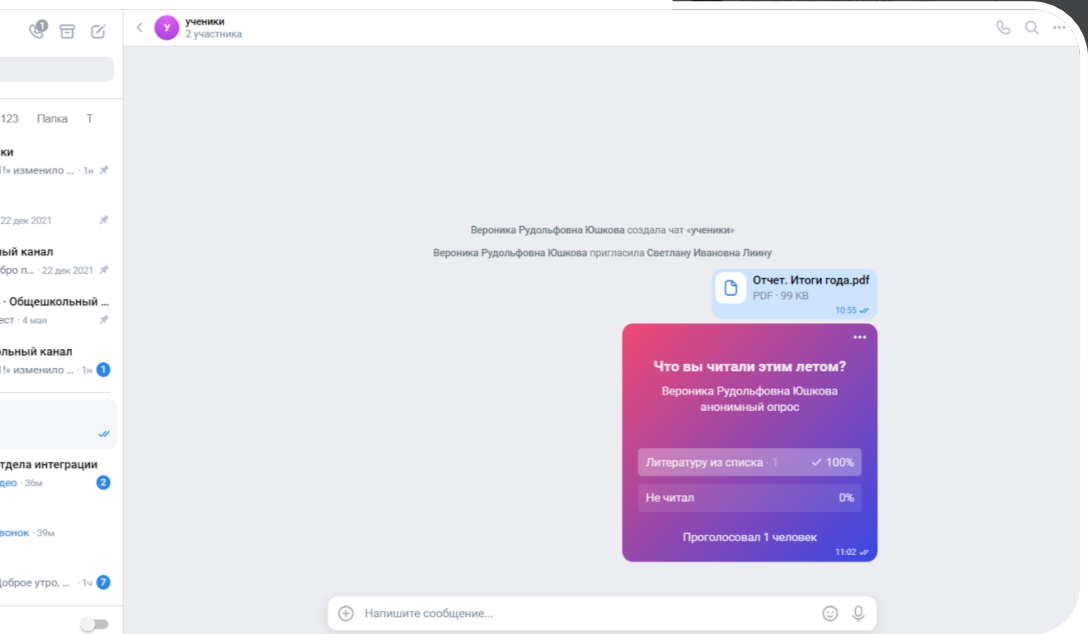 1
У
ученики
2 участника
123 Папка Т
ки
!!» изменило ... · 1н
22 дек 2021
ный канал
бро п... · 22 дек 2021
· Общешкольный ...
ест · 4 мая
ольный канал
!!» изменило ... · 1н 1
тдела интеграции
део · 36м 2
вонок · 39м
Доброе утро, ... · 1ч 7
Вероника Рудольфовна Юшкова создала чат «ученики»
Вероника Рудольфовна Юшкова пригласила Светлану Ивановна Лиину
Отчет. Итоги года.pdf
PDF · 99 KB
10:55
Что вы читали этим летом?
Вероника Рудольфовна Юшкова
анонимный опрос
Литературу из списка · 1 100%
Не читал 0%
Проголосовал 1 человек
11:02
Напишите сообщение...